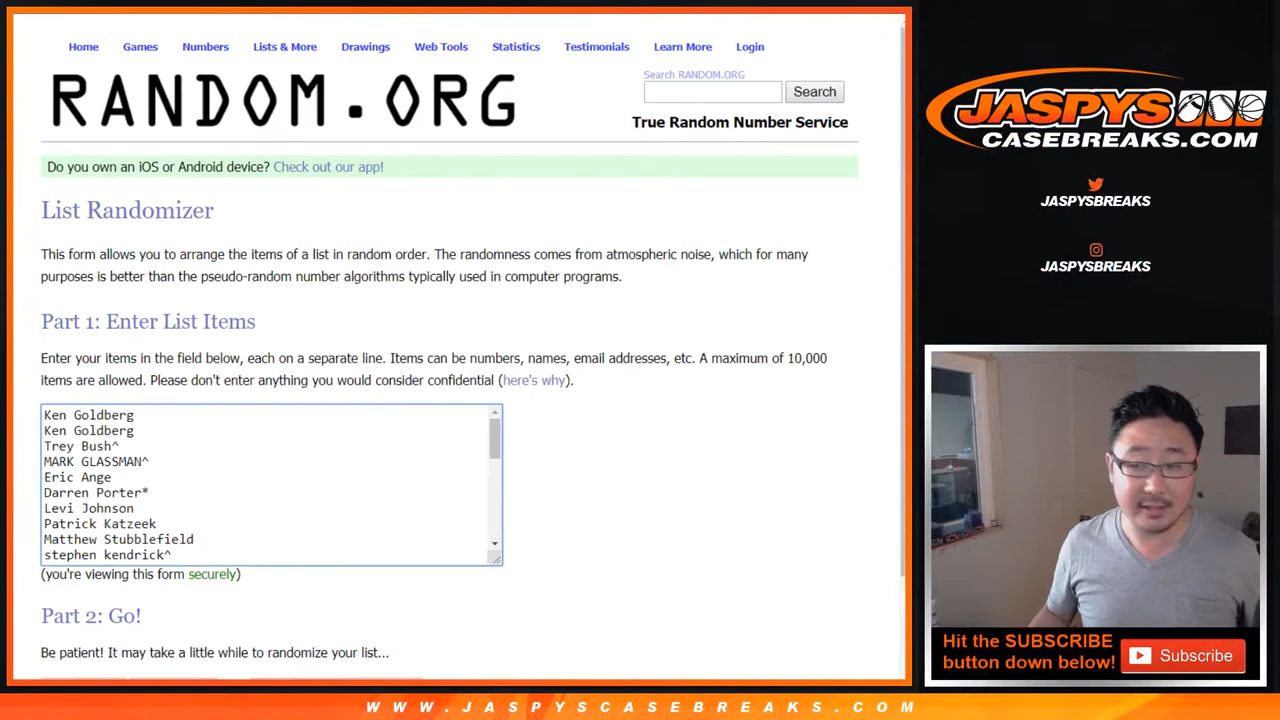 Home Games Numbers Lists & More Drawings Web Tools Statistics Testimonials Learn More Login
RANDOM.ORG
Search RANDOM.ORG
Search
True Random Number Service
Do you own an iOS or Android device? Check out our app!
List Randomizer
This form allows you to arrange the items of a list in random order. The randomness comes from atmospheric noise, which for many
purposes is better than the pseudo-random number algorithms typically used in computer programs.
Part 1: Enter List Items
Enter your items in the field below, each on a separate line. Items can be numbers, names, email addresses, etc. A maximum of 10,000
items are allowed. Please don't enter anything you would consider confidential (here's why).
Ken Goldberg
Ken Goldberg
Trey Bush^
MARK GLASSMAN^
Eric Ange
Darren Porter*
Levi Johnson
Patrick Katzeek
Matthew Stubblefield
stephen kendrick^
(you're viewing this form securely)
Part 2: Go!
Be patient! It may take a little while to randomize your list...
JASPYS
CASEBREAKS.COM
JASPYSBREAKS
JASPYSBREAKS
Hit the SUBSCRIBE
button down below!
Subscribe
WWW.JASPYSCASEBREAKS.COM